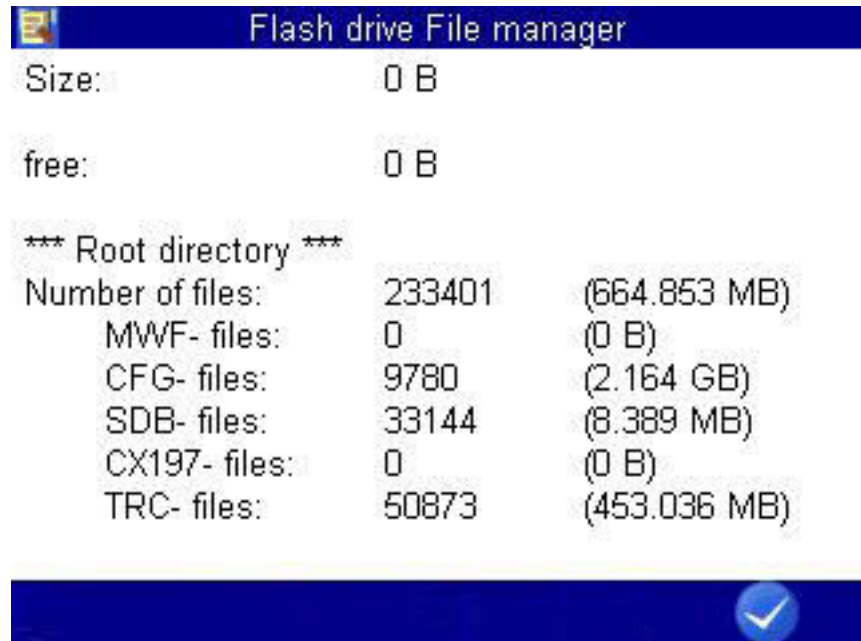 Flash drive File manager
Size: 0 B
free: 0 B
*** Root directory ***
Number of files: 233401 (664.853 MB)
MWF- files: 0 (0 B)
CFG- files: 9780 (2.164 GB)
SDB- files: 33144 (8.389 MB)
CX197- files: 0 (0 B)
TRC- files: 50873 (453.036 MB)